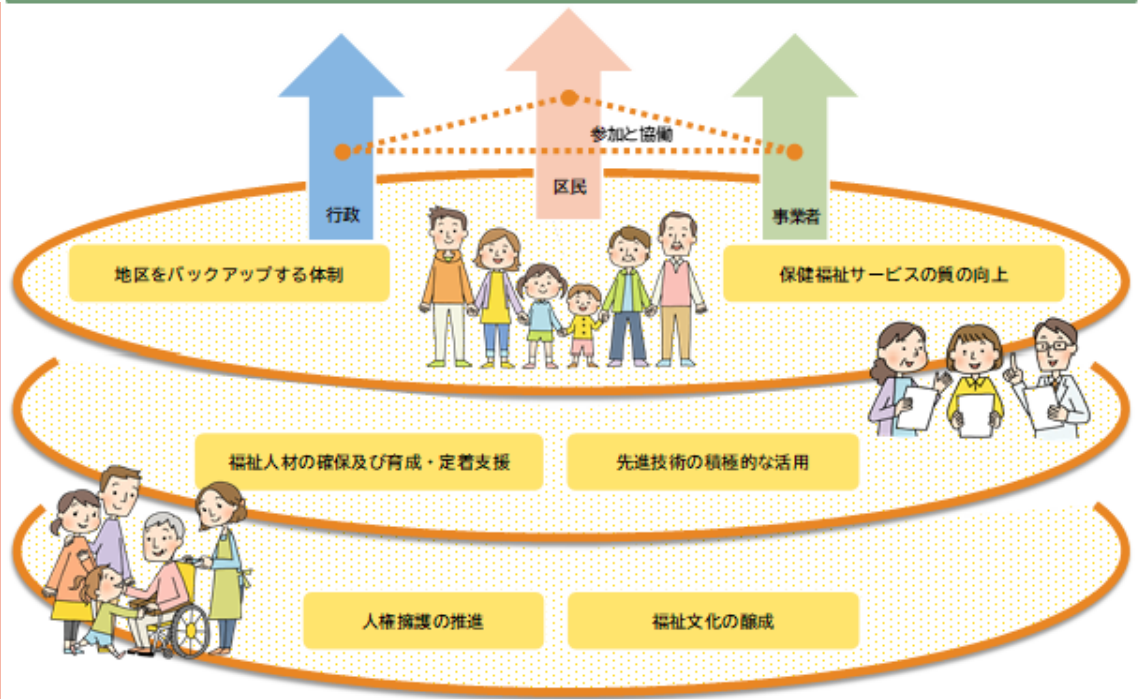 参加と協働
区民
行政
事業者
地区をバックアップする体制
保健福祉サービスの質の向上
福祉人材の確保及び育成・定着支援
先進技術の積極的な活用
人権擁護の推進
福祉文化の醸成